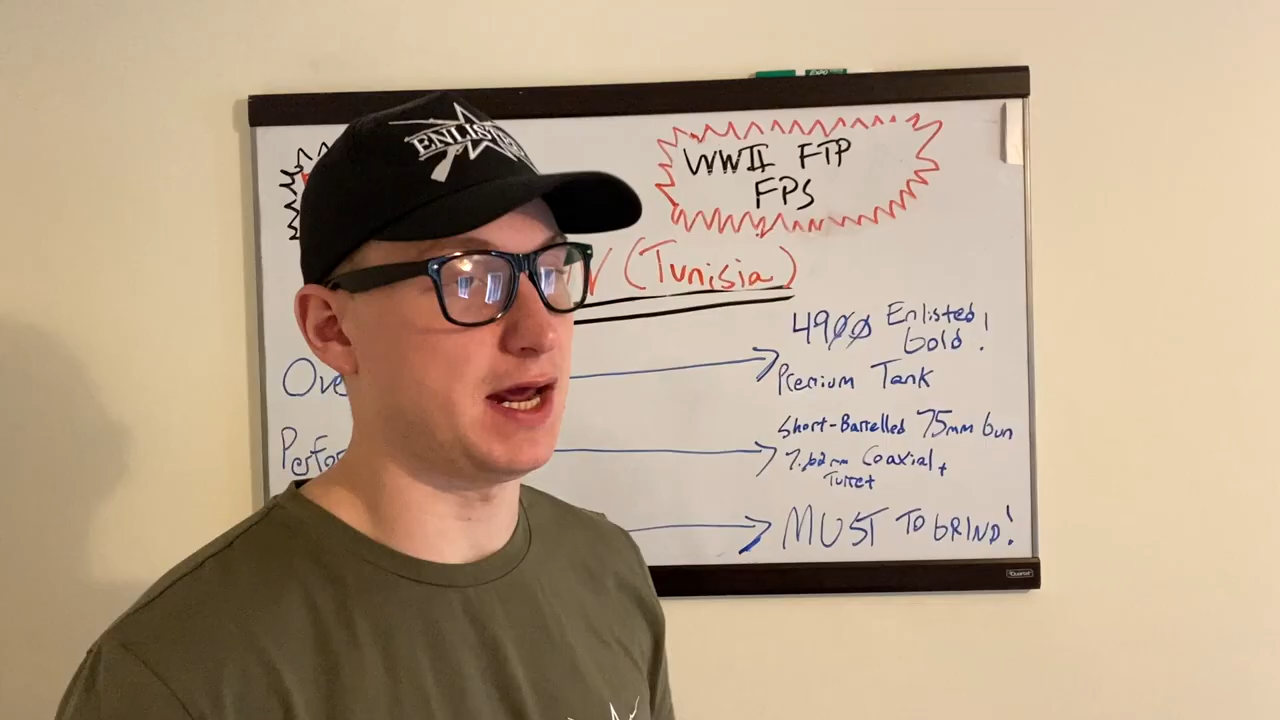 EXPO
ENLISTED
WWII FTP
FPS
V (Tunisia)
4900 Enlisted
Gold!
Ove
Premium Tank
Short-Barrelled 75mm Gun
Perfo
7.62mm Coaxial +
Turret
MUST TO GRIND!
Quartet